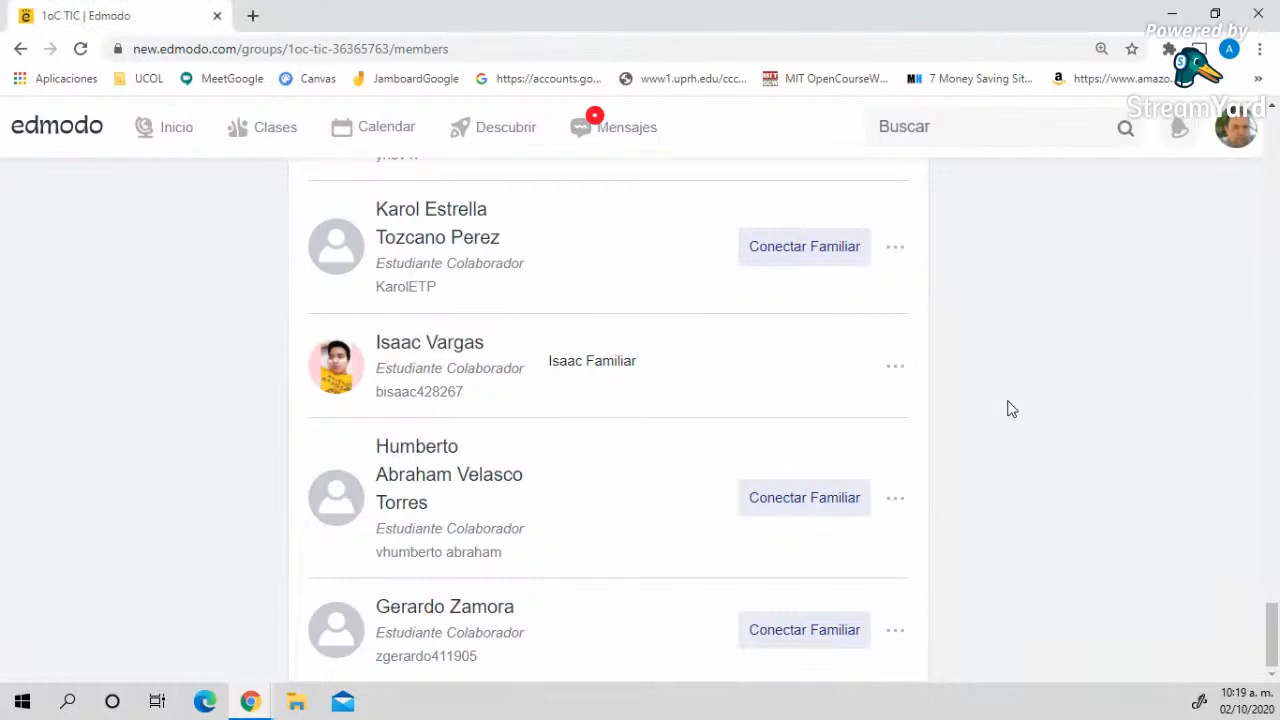 1oC TIC | Edmodo
new.edmodo.com/groups/1oc-tic-36365763/members
A
Powered by
StreamYard
Aplicaciones UCOL MeetGoogle Canvas JamboardGoogle https://accounts.go... www1.uprh.edu/ccc... MIT OpenCourseW... 7 Money Saving Sit... https://www.amazo... »
edmodo Inicio Clases Calendar Descubrir Mensajes Buscar
Karol Estrella
Tozcano Perez
Estudiante Colaborador
KarolETP
Conectar Familiar
Isaac Vargas
Estudiante Colaborador
bisaac428267
Isaac Familiar
Humberto
Abraham Velasco
Torres
Estudiante Colaborador
vhumberto abraham
Conectar Familiar
Gerardo Zamora
Estudiante Colaborador
zgerardo411905
Conectar Familiar
10:19 a. m.
02/10/2020